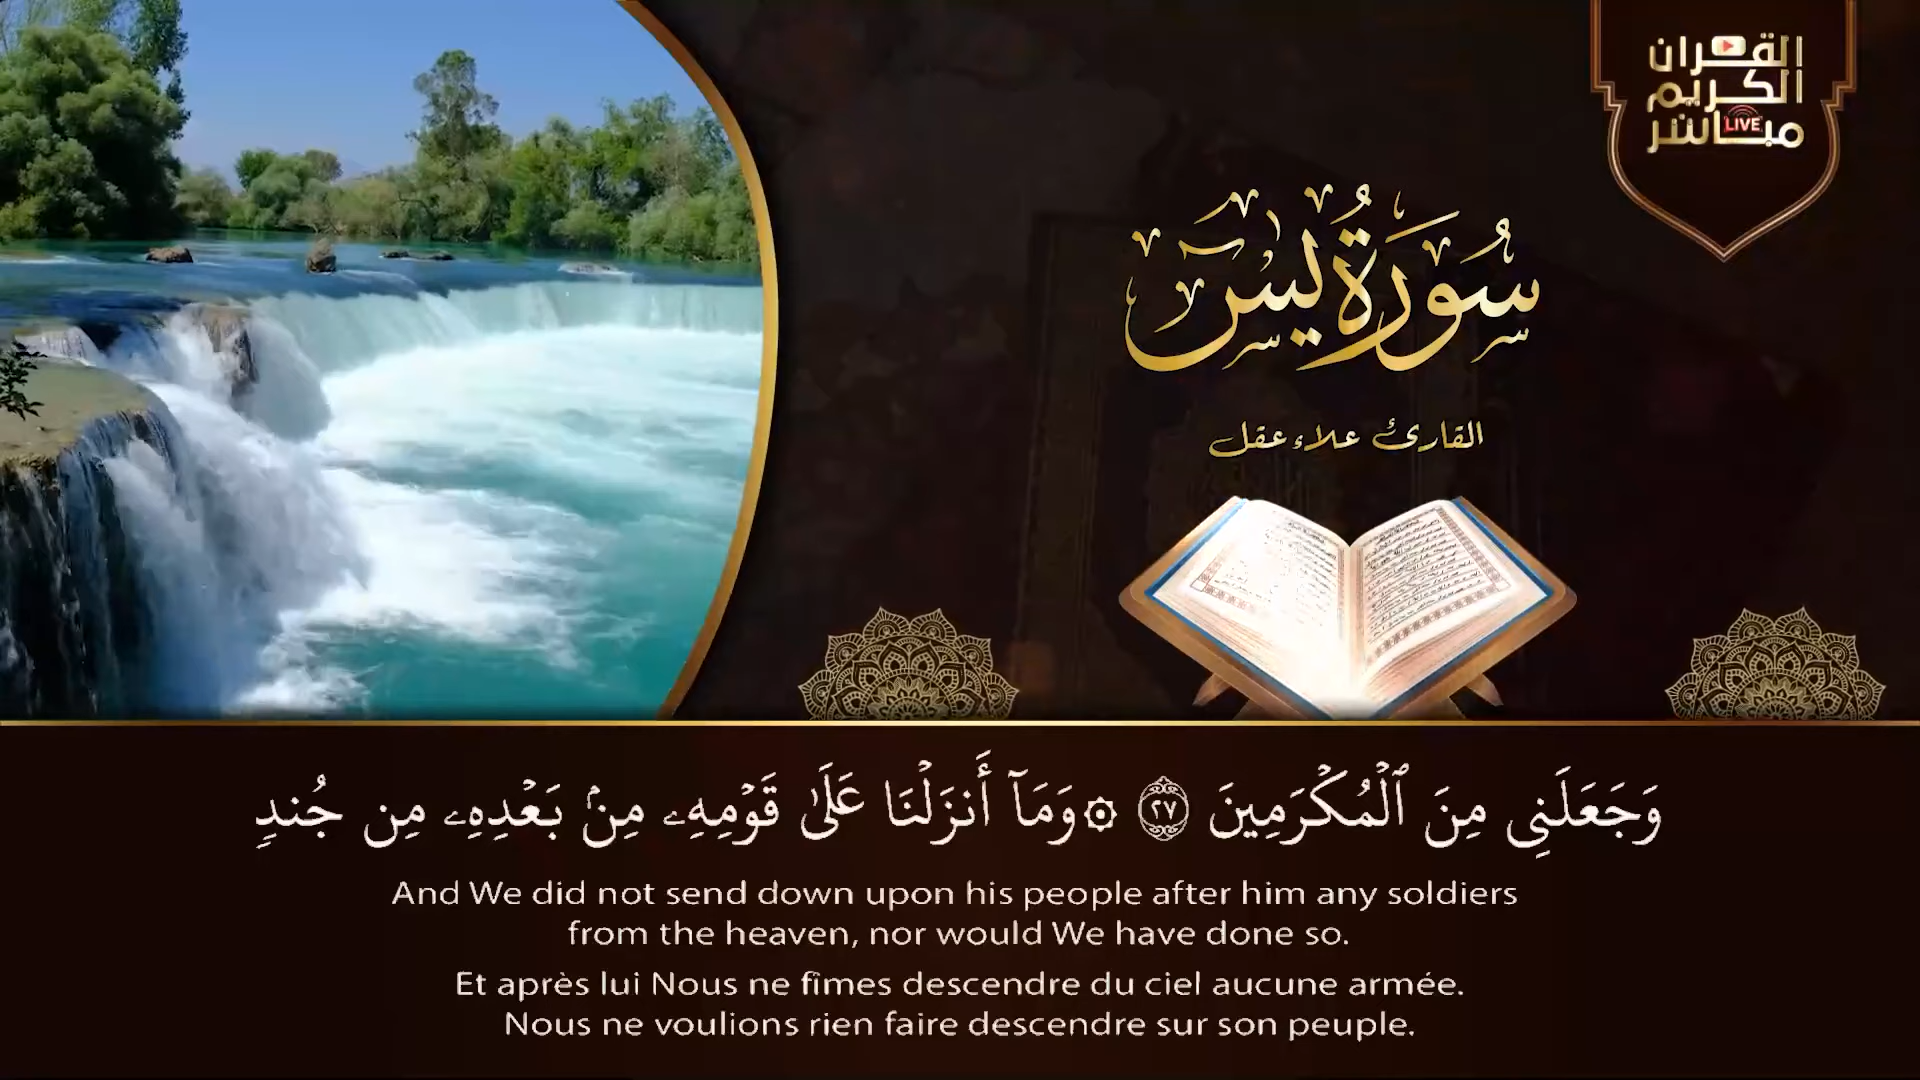 القرآن
الكريم
مباشر
LIVE
سُورَةُ يسٓ
القارئ علاء عقل
وَجَعَلَنِى مِنَ ٱلْمُكْرَمِينَ ٢٧ ۞ وَمَآ أَنزَلْنَا عَلَىٰ قَوْمِهِۦ مِنۢ بَعْدِهِۦ مِن جُندٍ
And We did not send down upon his people after him any soldiers
from the heaven, nor would We have done so.
Et après lui Nous ne fîmes descendre du ciel aucune armée.
Nous ne voulions rien faire descendre sur son peuple.